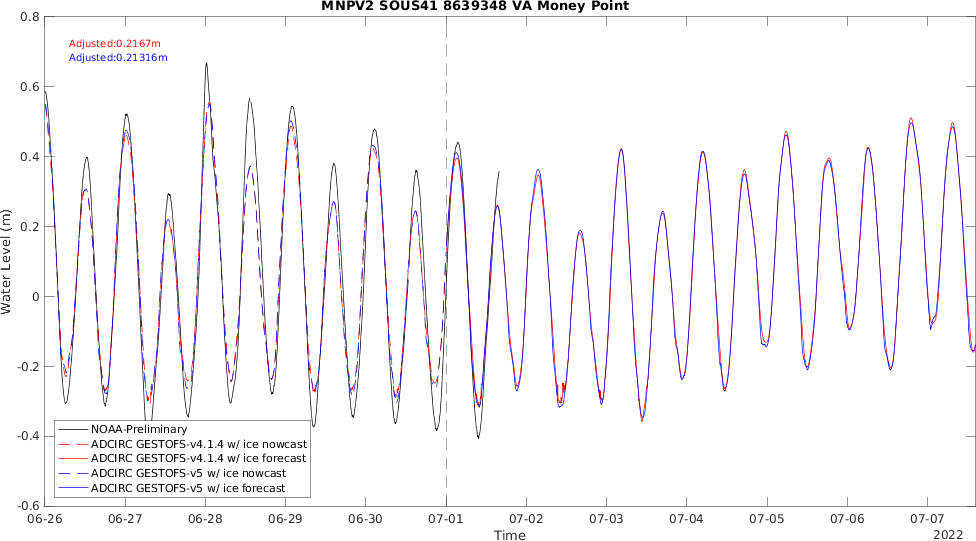 MNPV2 SOUS41 8639348 VA Money Point
Adjusted:0.2167m
Adjusted:0.21316m
0.8
0.6
0.4
0.2
0
-0.2
-0.4
-0.6
Water Level (m)
NOAA-Preliminary
ADCIRC GESTOFS-v4.1.4 w/ ice nowcast
ADCIRC GESTOFS-v4.1.4 w/ ice forecast
ADCIRC GESTOFS-v5 w/ ice nowcast
ADCIRC GESTOFS-v5 w/ ice forecast
06-26 06-27 06-28 06-29 06-30 07-01 07-02 07-03 07-04 07-05 07-06 07-07
Time
2022